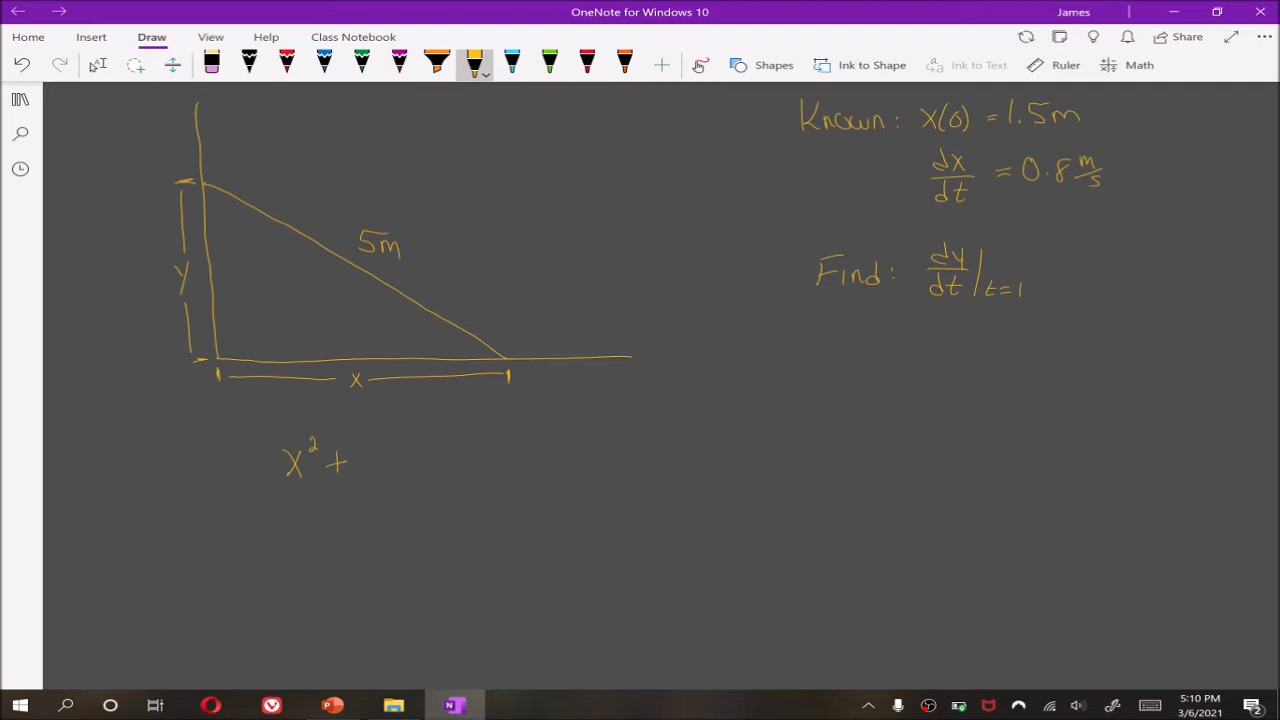 OneNote for Windows 10
James
Home Insert Draw View Help Class Notebook
Share
Shapes Ink to Shape Ink to Text Ruler Math
Known: x(0) = 1.5m
dx/dt = 0.8 m/s
5m
Find: dy/dt |t=1
y
x
x² +
5:10 PM
3/6/2021
2